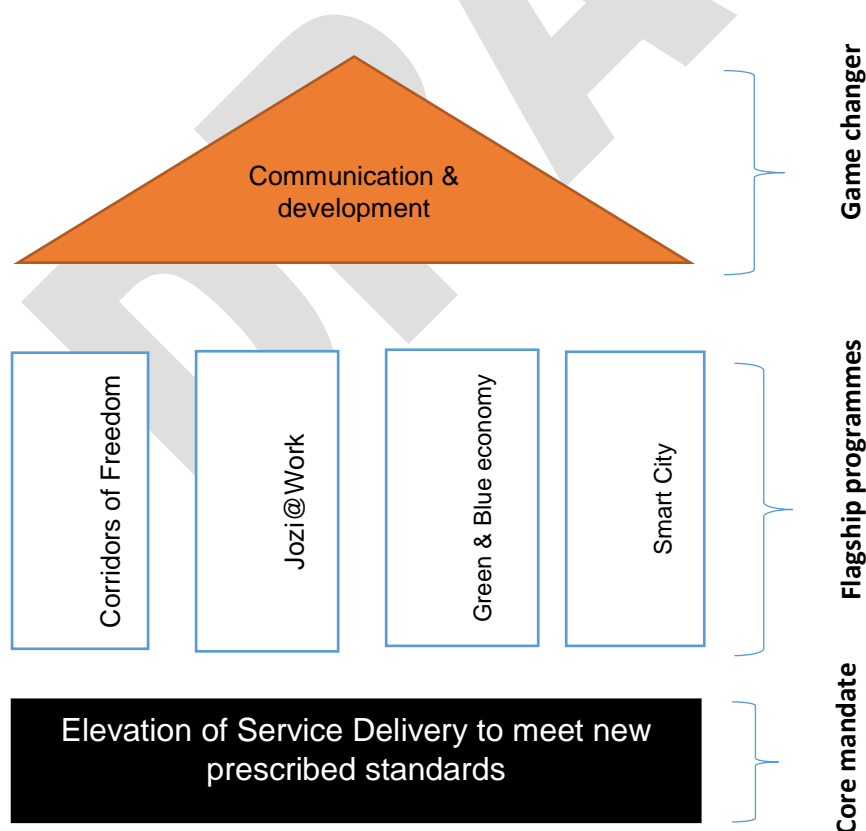 Communication &
development
Game changer
Corridors of Freedom
Jozi@Work
Green & Blue economy
Smart City
Flagship programmes
Elevation of Service Delivery to meet new
prescribed standards
Core mandate